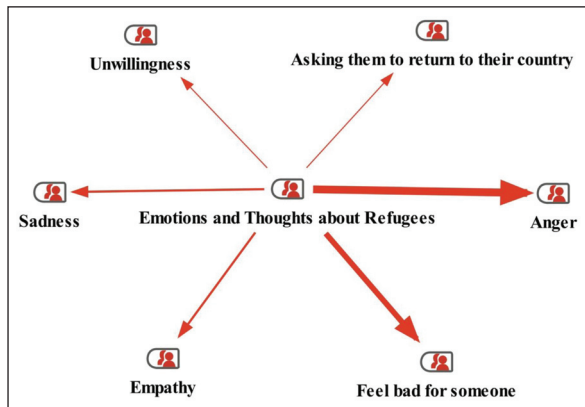 Unwillingness
Asking them to return to their country
Sadness
Emotions and Thoughts about Refugees
Anger
Empathy
Feel bad for someone